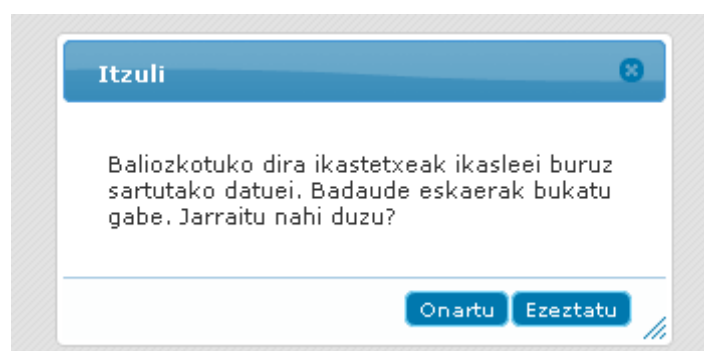 Itzuli
Baliozkotuko dira ikastetxeak ikasleei buruz
sartutako datuei. Badaude eskaerak bukatu
gabe. Jarraitu nahi duzu?
Onartu Ezeztatu